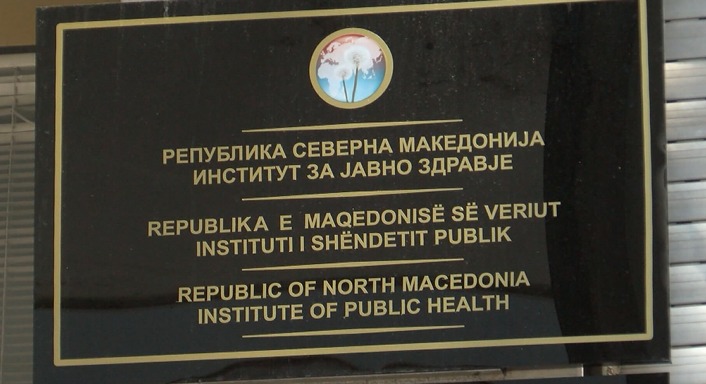 РЕПУБЛИКА СЕВЕРНА МАКЕДОНИЈА
ИНСТИТУТ ЗА ЈАВНО ЗДРАВЈЕ
REPUBLIKA E MAQEDONISË SË VERIUT
INSTITUTI I SHËNDETIT PUBLIK
REPUBLIC OF NORTH MACEDONIA
INSTITUTE OF PUBLIC HEALTH